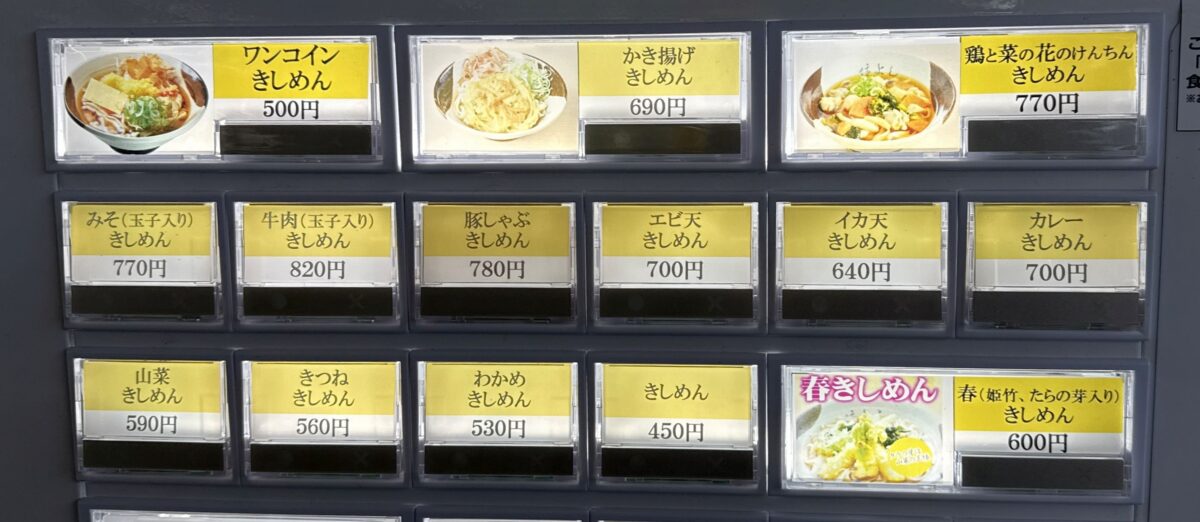 ワンコイン
きしめん
500円
かき揚げ
きしめん
690円
鶏と菜の花のけんちん
きしめん
770円
みそ(玉子入り)
きしめん
770円
牛肉(玉子入り)
きしめん
820円
豚しゃぶ
きしめん
780円
エビ天
きしめん
700円
イカ天
きしめん
640円
カレー
きしめん
700円
山菜
きしめん
590円
きつね
きしめん
560円
わかめ
きしめん
530円
きしめん
450円
春きしめん
春(姫竹、たらの芽入り)
きしめん
600円